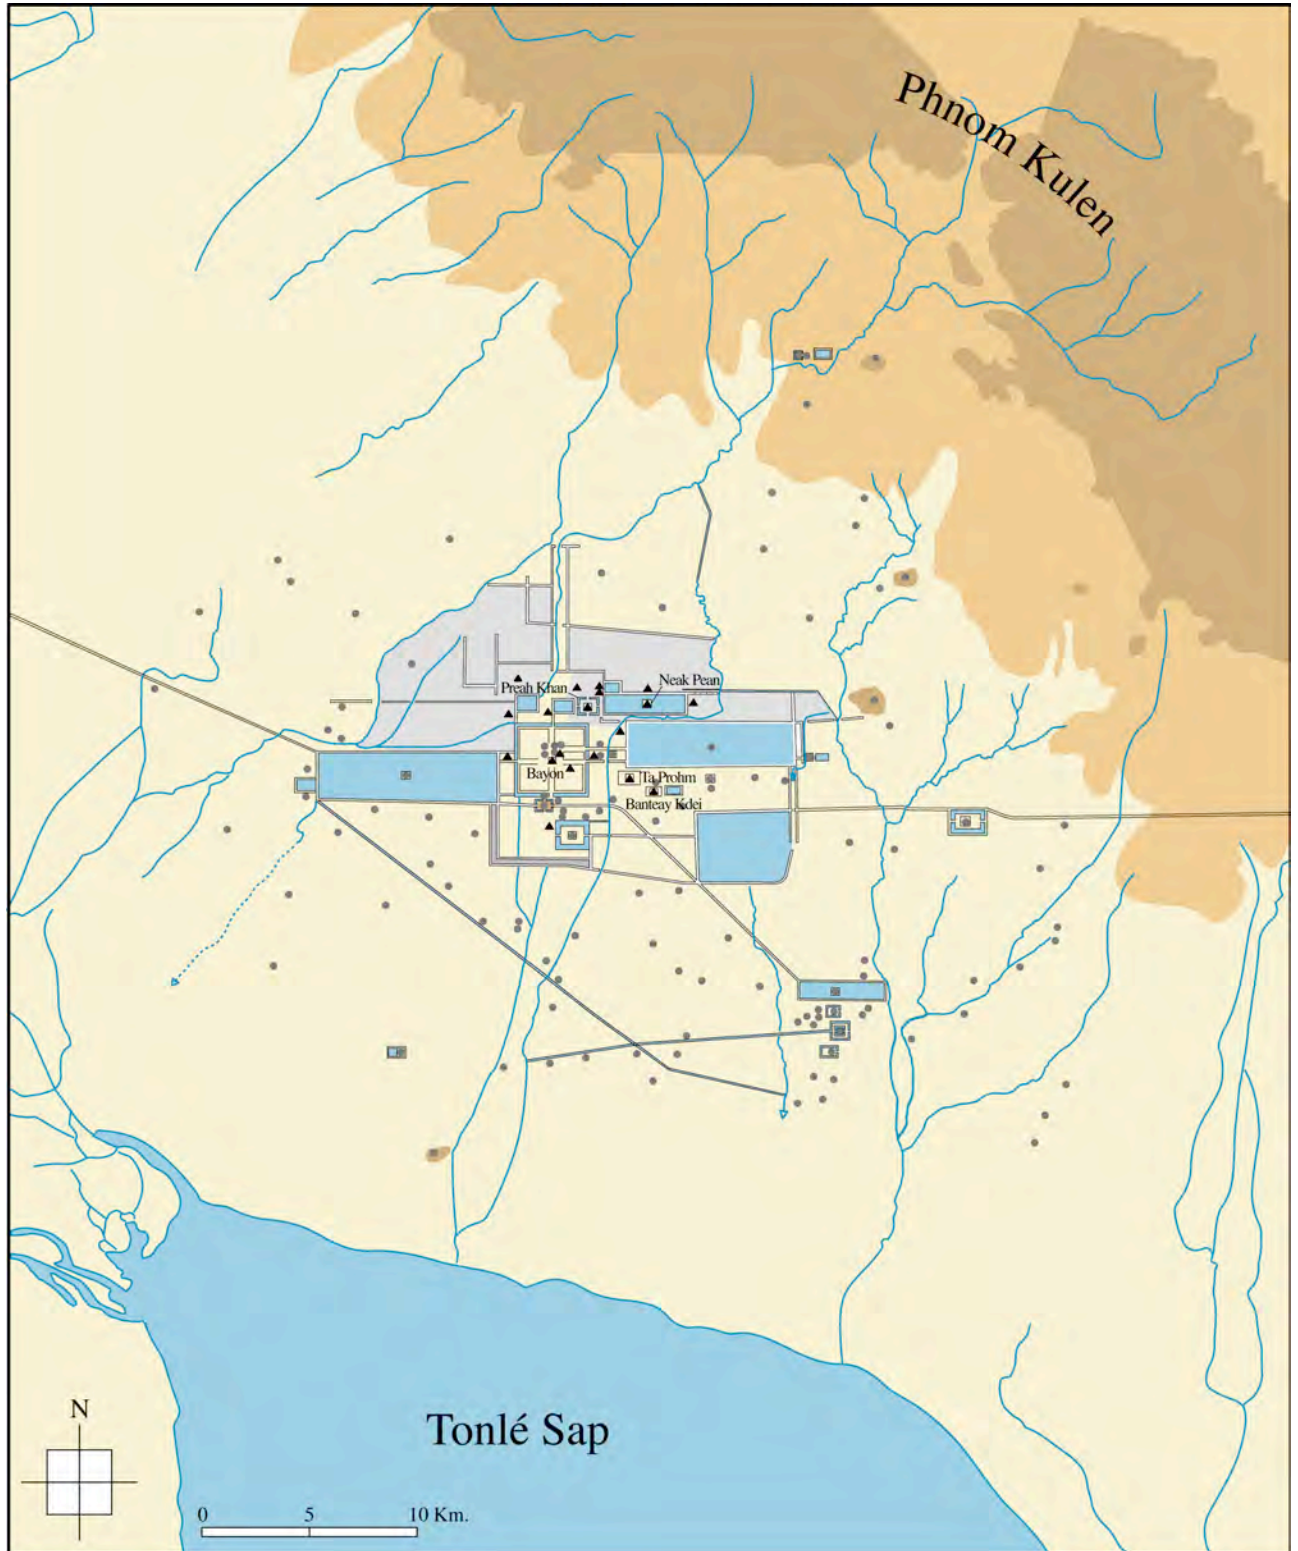 Phnom Kulen
Preah Khan
Neak Pean
Bayon
Ta Prohm
Banteay Kdei
Tonlé Sap
N
0 5 10 Km.